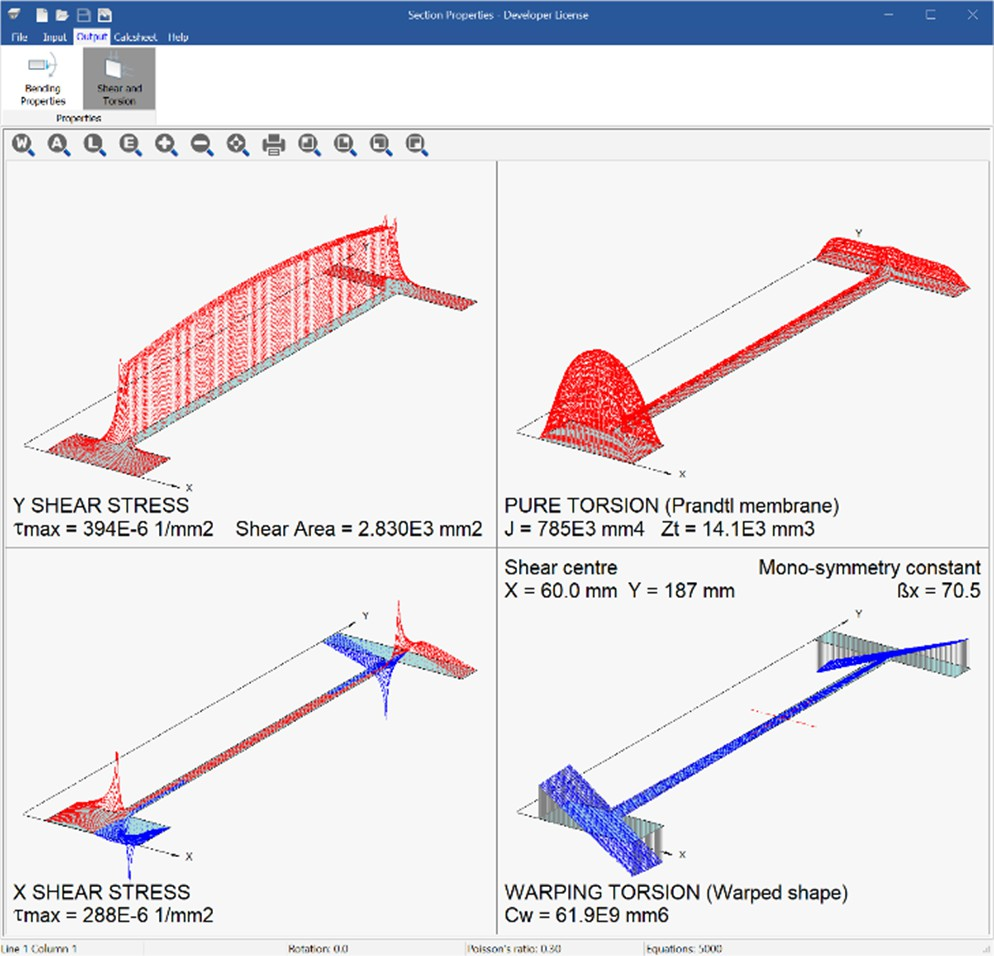 Section Properties - Developer License
File Input Output Calcsheet Help
Bending Properties
Shear and Torsion
Properties
W A L E
Y
X
Y SHEAR STRESS
τmax = 394E-6 1/mm2 Shear Area = 2.830E3 mm2
Y
X
PURE TORSION (Prandtl membrane)
J = 785E3 mm4 Zt = 14.1E3 mm3
Y
X
X SHEAR STRESS
τmax = 288E-6 1/mm2
Shear centre
X = 60.0 mm Y = 187 mm
Mono-symmetry constant
ßx = 70.5
Y
X
WARPING TORSION (Warped shape)
Cw = 61.9E9 mm6
Line 1 Column 1 Rotation: 0.0 Poisson's ratio: 0.30 Equations: 5000